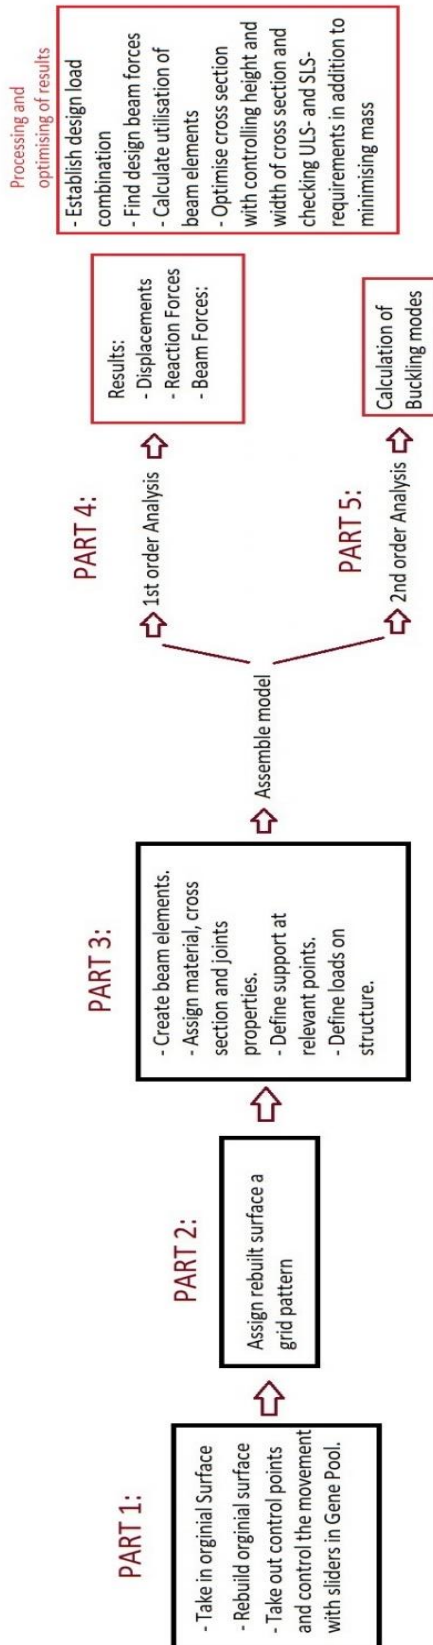 PART 1:
- Take in orginial Surface
- Rebuild orginial surface
- Take out control points
and control the movement
with sliders in Gene Pool.
PART 2:
Assign rebuilt surface a
grid pattern
PART 3:
- Create beam elements.
- Assign material, cross
section and joints
properties.
- Define support at
relevant points.
- Define loads on
structure.
Assemble model
PART 4:
1st order Analysis
Results:
- Displacements
- Reaction Forces
- Beam Forces:
Processing and
optimising of results
- Establish design load
combination
- Find design beam forces
- Calculate utilisation of
beam elements
- Optimise cross section
with controlling height and
width of cross section and
checking ULS- and SLS-
requirements in addition to
minimising mass
PART 5:
2nd order Analysis
Calculation of
Buckling modes